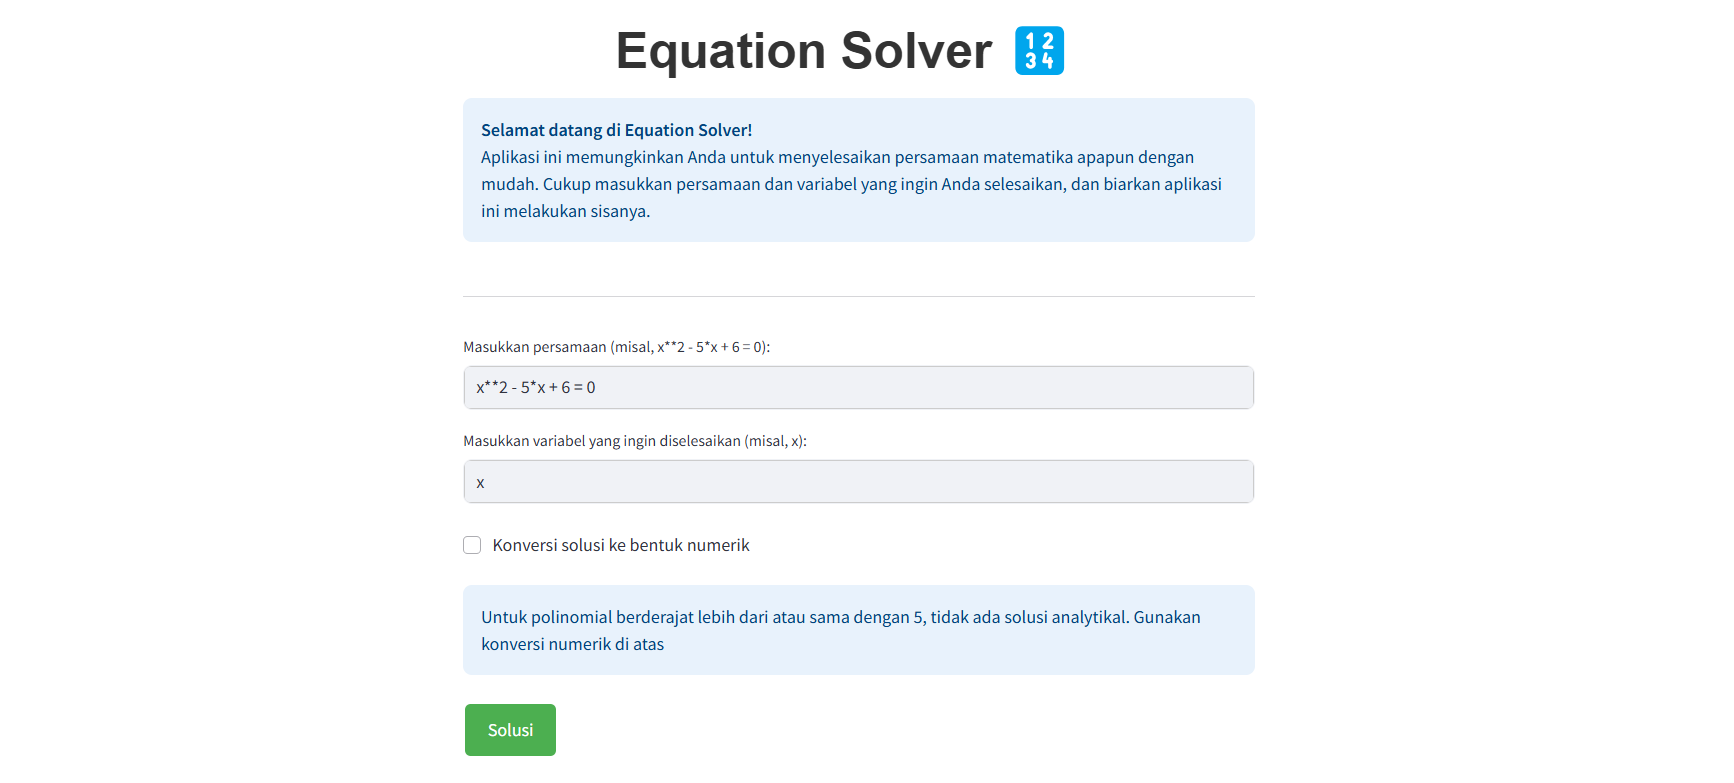 Equation Solver 🔢
Selamat datang di Equation Solver!
Aplikasi ini memungkinkan Anda untuk menyelesaikan persamaan matematika apapun dengan
mudah. Cukup masukkan persamaan dan variabel yang ingin Anda selesaikan, dan biarkan aplikasi
ini melakukan sisanya.
Masukkan persamaan (misal, x**2 - 5*x + 6 = 0):
x**2 - 5*x + 6 = 0
Masukkan variabel yang ingin diselesaikan (misal, x):
x
Konversi solusi ke bentuk numerik
Untuk polinomial berderajat lebih dari atau sama dengan 5, tidak ada solusi analytikal. Gunakan
konversi numerik di atas
Solusi